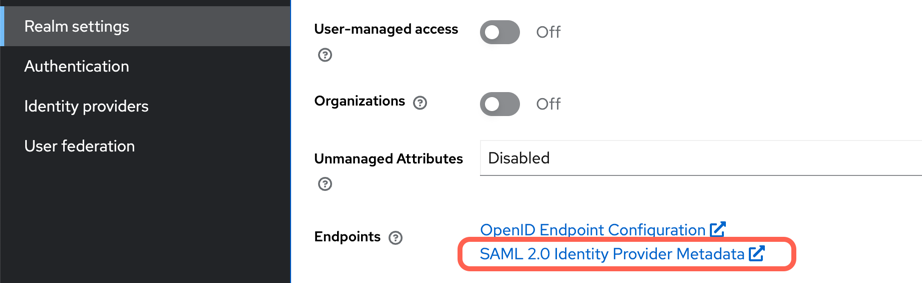 Realm settings
Authentication
Identity providers
User federation
User-managed access
Off
Organizations
Off
Unmanaged Attributes
Disabled
Endpoints
OpenID Endpoint Configuration
SAML 2.0 Identity Provider Metadata